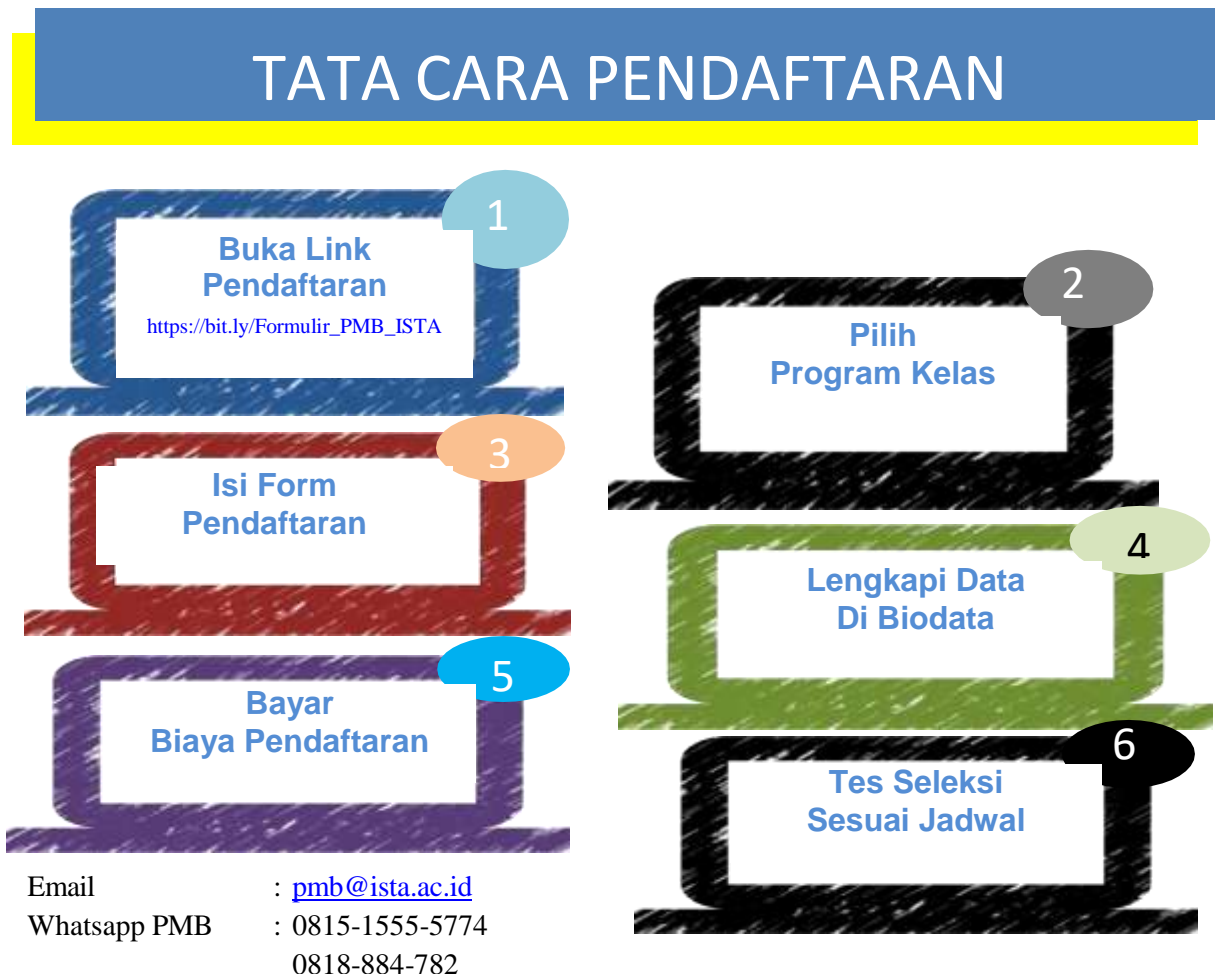 TATA CARA PENDAFTARAN
1
Buka Link
Pendaftaran
https://bit.ly/Formulir_PMB_ISTA
2
Pilih
Program Kelas
3
Isi Form
Pendaftaran
4
Lengkapi Data
Di Biodata
5
Bayar
Biaya Pendaftaran
6
Tes Seleksi
Sesuai Jadwal
Email : pmb@ista.ac.id
Whatsapp PMB : 0815-1555-5774
0818-884-782